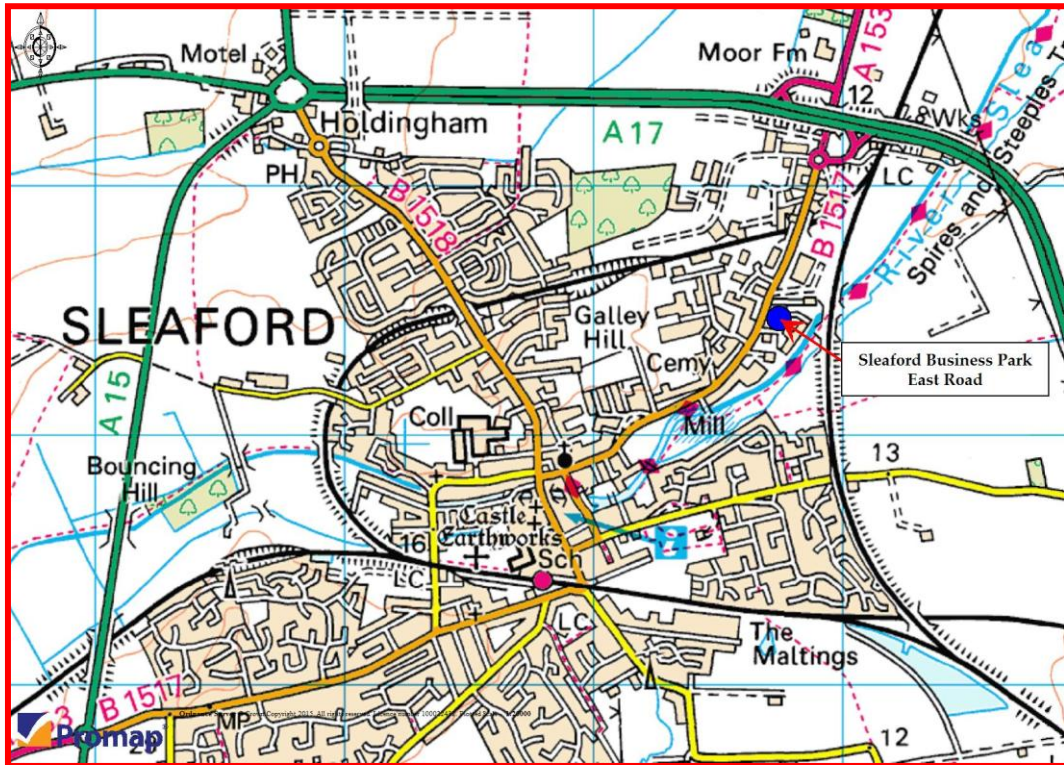 Motel
Moor Fm
A 153
12
Holdingham
A 17
Wks
PH
LC
B 1518
B 1517
River Slea
Spires and Steeples
SLEAFORD
Galley
Hill
Cemy
Sleaford Business Park
East Road
A 15
Coll
Mill
Bouncing
Hill
13
Castle
Earthworks
16
Sch
LC
LC
The
Maltings
B 1517
MP
Promap
12